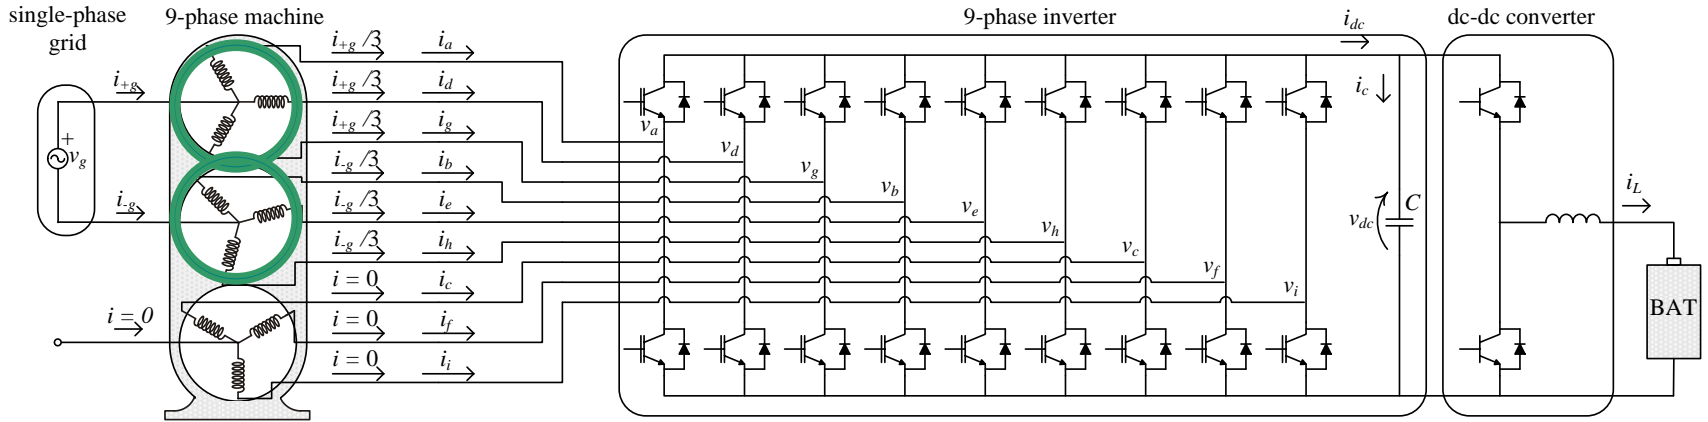 single-phase
grid
9-phase machine
9-phase inverter
dc-dc converter
i+g
+
vg
i-g
i = 0
i+g /3
ia
i+g /3
id
i+g /3
ig
i-g /3
ib
i-g /3
ie
i-g /3
ih
i = 0
ic
i = 0
if
i = 0
ii
va
vd
vg
vb
ve
vh
vc
vf
vi
idc
ic
vdc
C
iL
BAT